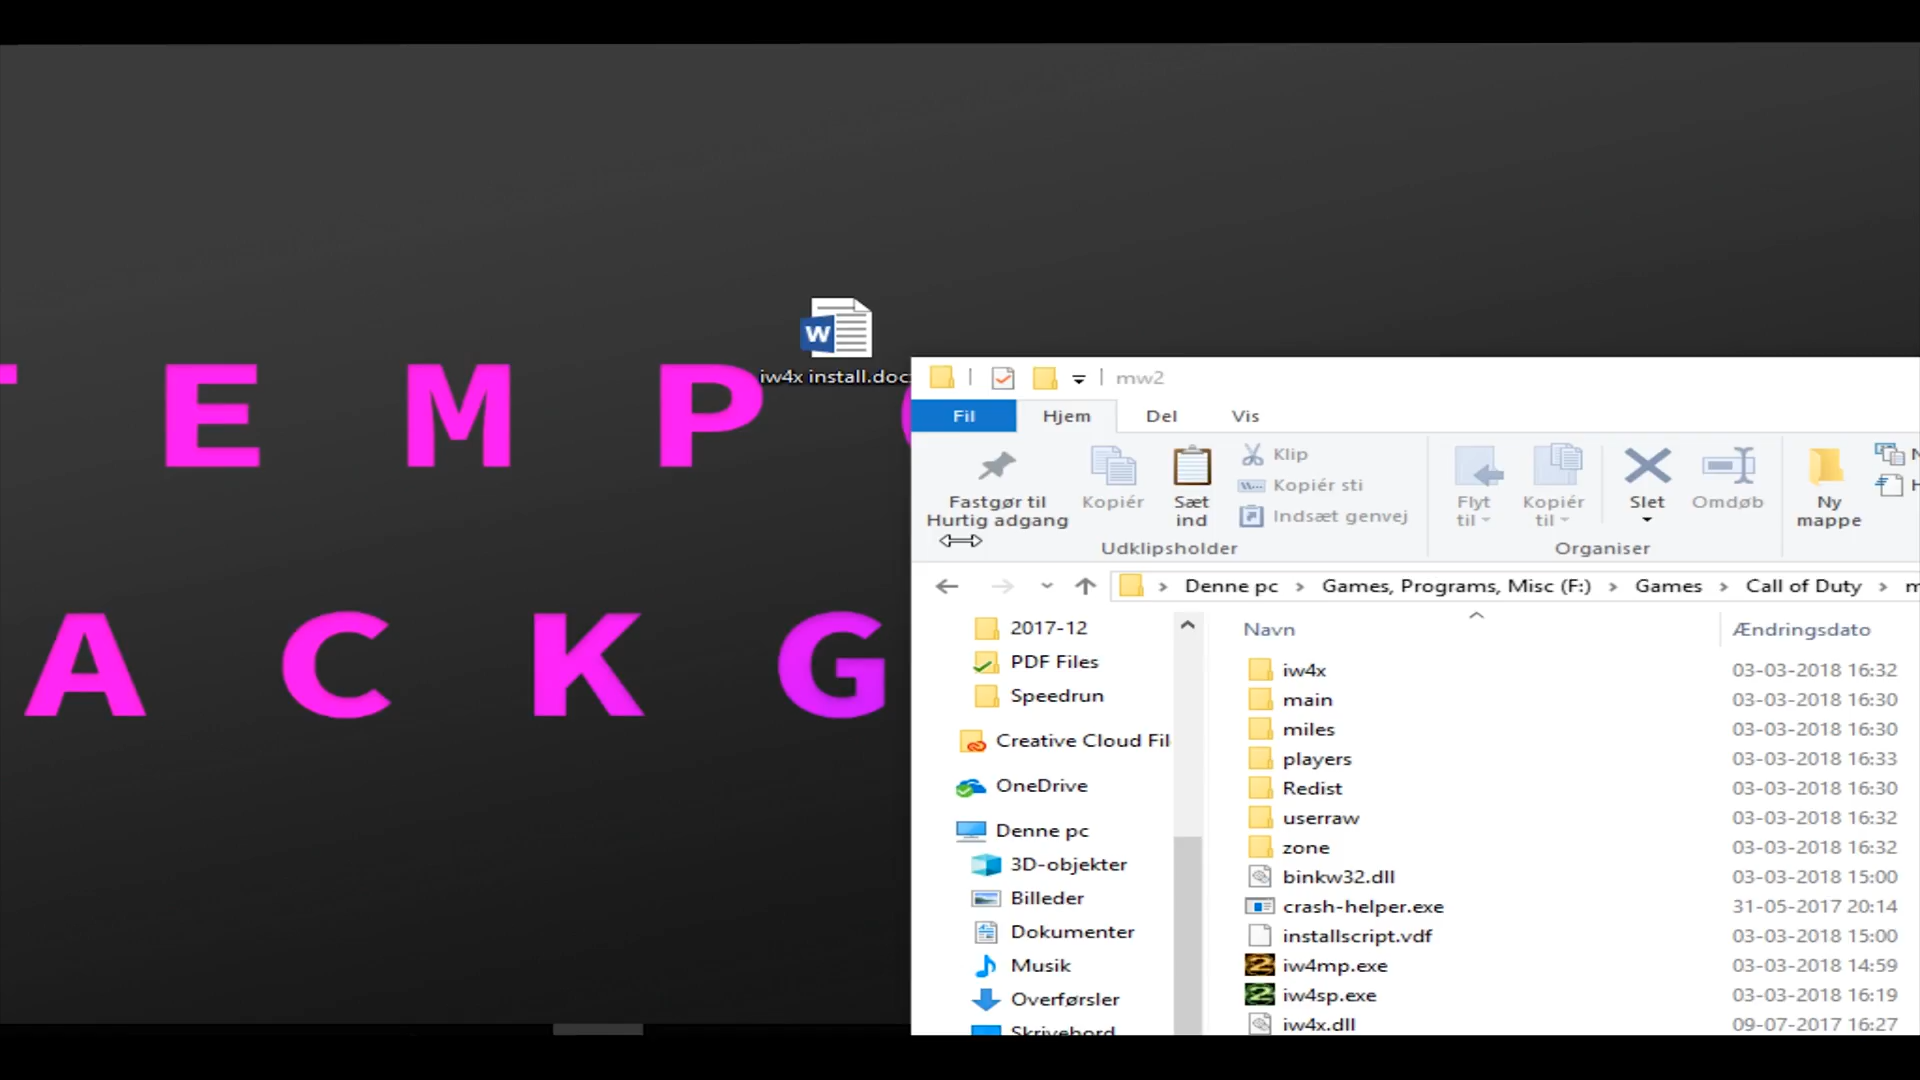 E M P
A C K G
iw4x install.doc
mw2
Fil Hjem Del Vis
Fastgør til Hurtig adgang
Kopiér
Sæt ind
Klip
Kopiér sti
Indsæt genvej
Udklipsholder
Flyt til
Kopiér til
Slet
Omdøb
Organiser
Ny mappe
Denne pc > Games, Programs, Misc (F:) > Games > Call of Duty > m
2017-12
PDF Files
Speedrun
Creative Cloud Fil
OneDrive
Denne pc
3D-objekter
Billeder
Dokumenter
Musik
Overførsler
Skrivebord
Navn Ændringsdato
iw4x 03-03-2018 16:32
main 03-03-2018 16:30
miles 03-03-2018 16:30
players 03-03-2018 16:33
Redist 03-03-2018 16:30
userraw 03-03-2018 16:32
zone 03-03-2018 16:32
binkw32.dll 03-03-2018 15:00
crash-helper.exe 31-05-2017 20:14
installscript.vdf 03-03-2018 15:00
iw4mp.exe 03-03-2018 14:59
iw4sp.exe 03-03-2018 16:19
iw4x.dll 09-07-2017 16:27